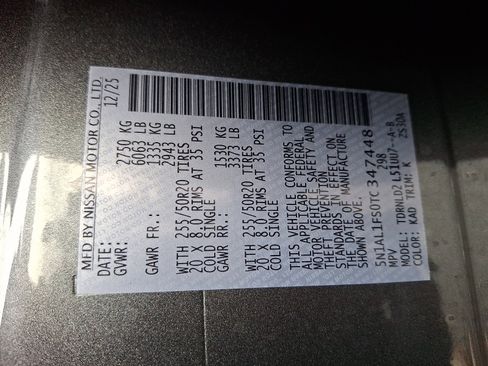 MFD BY NISSAN MOTOR CO., LTD.
DATE: 12/25
GVWR: 2750 KG
6063 LB
GAWR FR: 1335 KG
2943 LB
WITH 255/50R20 TIRES
20 X 8.0 RIMS AT 35 PSI
COLD SINGLE
GAWR RR: 1530 KG
3373 LB
WITH 255/50R20 TIRES
20 X 8.0 RIMS AT 35 PSI
COLD SINGLE
THIS VEHICLE CONFORMS TO
ALL APPLICABLE FEDERAL
MOTOR VEHICLE SAFETY AND
THEFT PREVENTION
STANDARDS IN EFFECT ON
THE DATE OF MANUFACTURE
SHOWN ABOVE.
5N1AL1FS0TC347448
MPV 298
MODEL: TDRNLD2 L51UU7--A-B
COLOR: KAD TRIM: K 2S30A